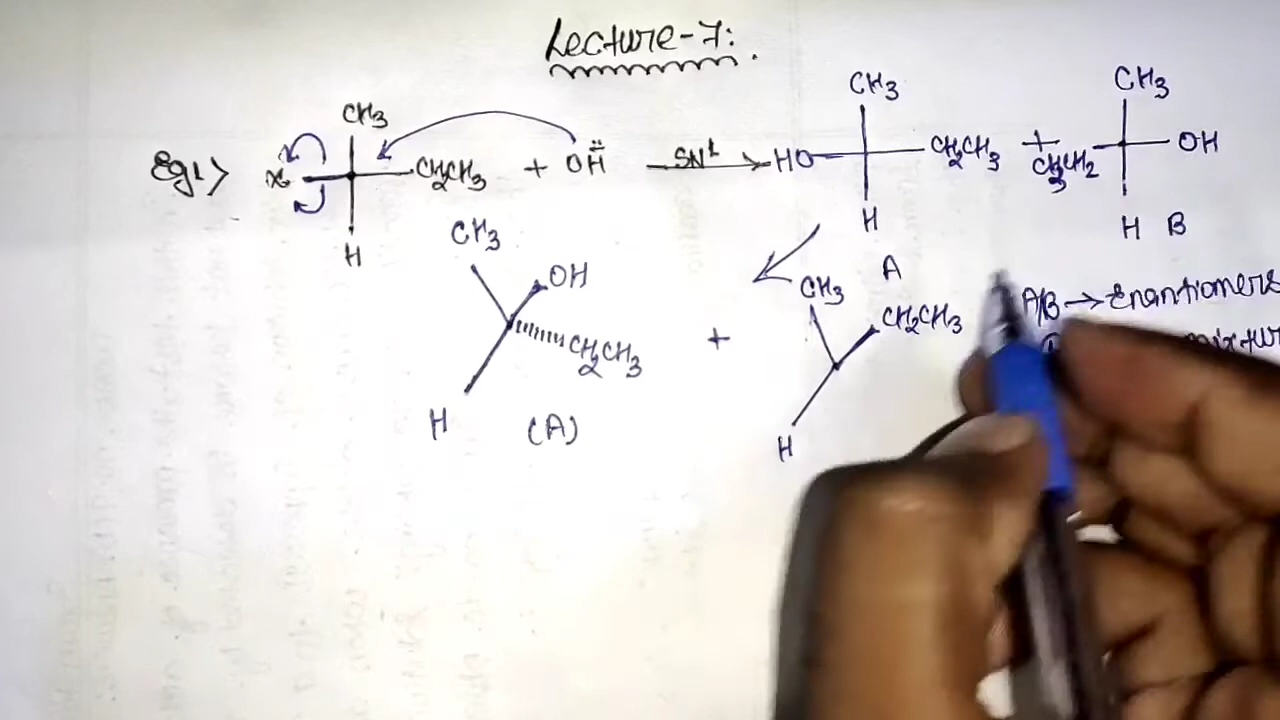 Lecture-7:
CH3 CH3 CH3
Eg1> x CH2CH3 + OH SN1 HO CH2CH3 + CH3CH2 OH
H H H B
A
CH3 OH CH3 CH2CH3 A/B → Enantiomers
CH2CH3 +
H (A) H